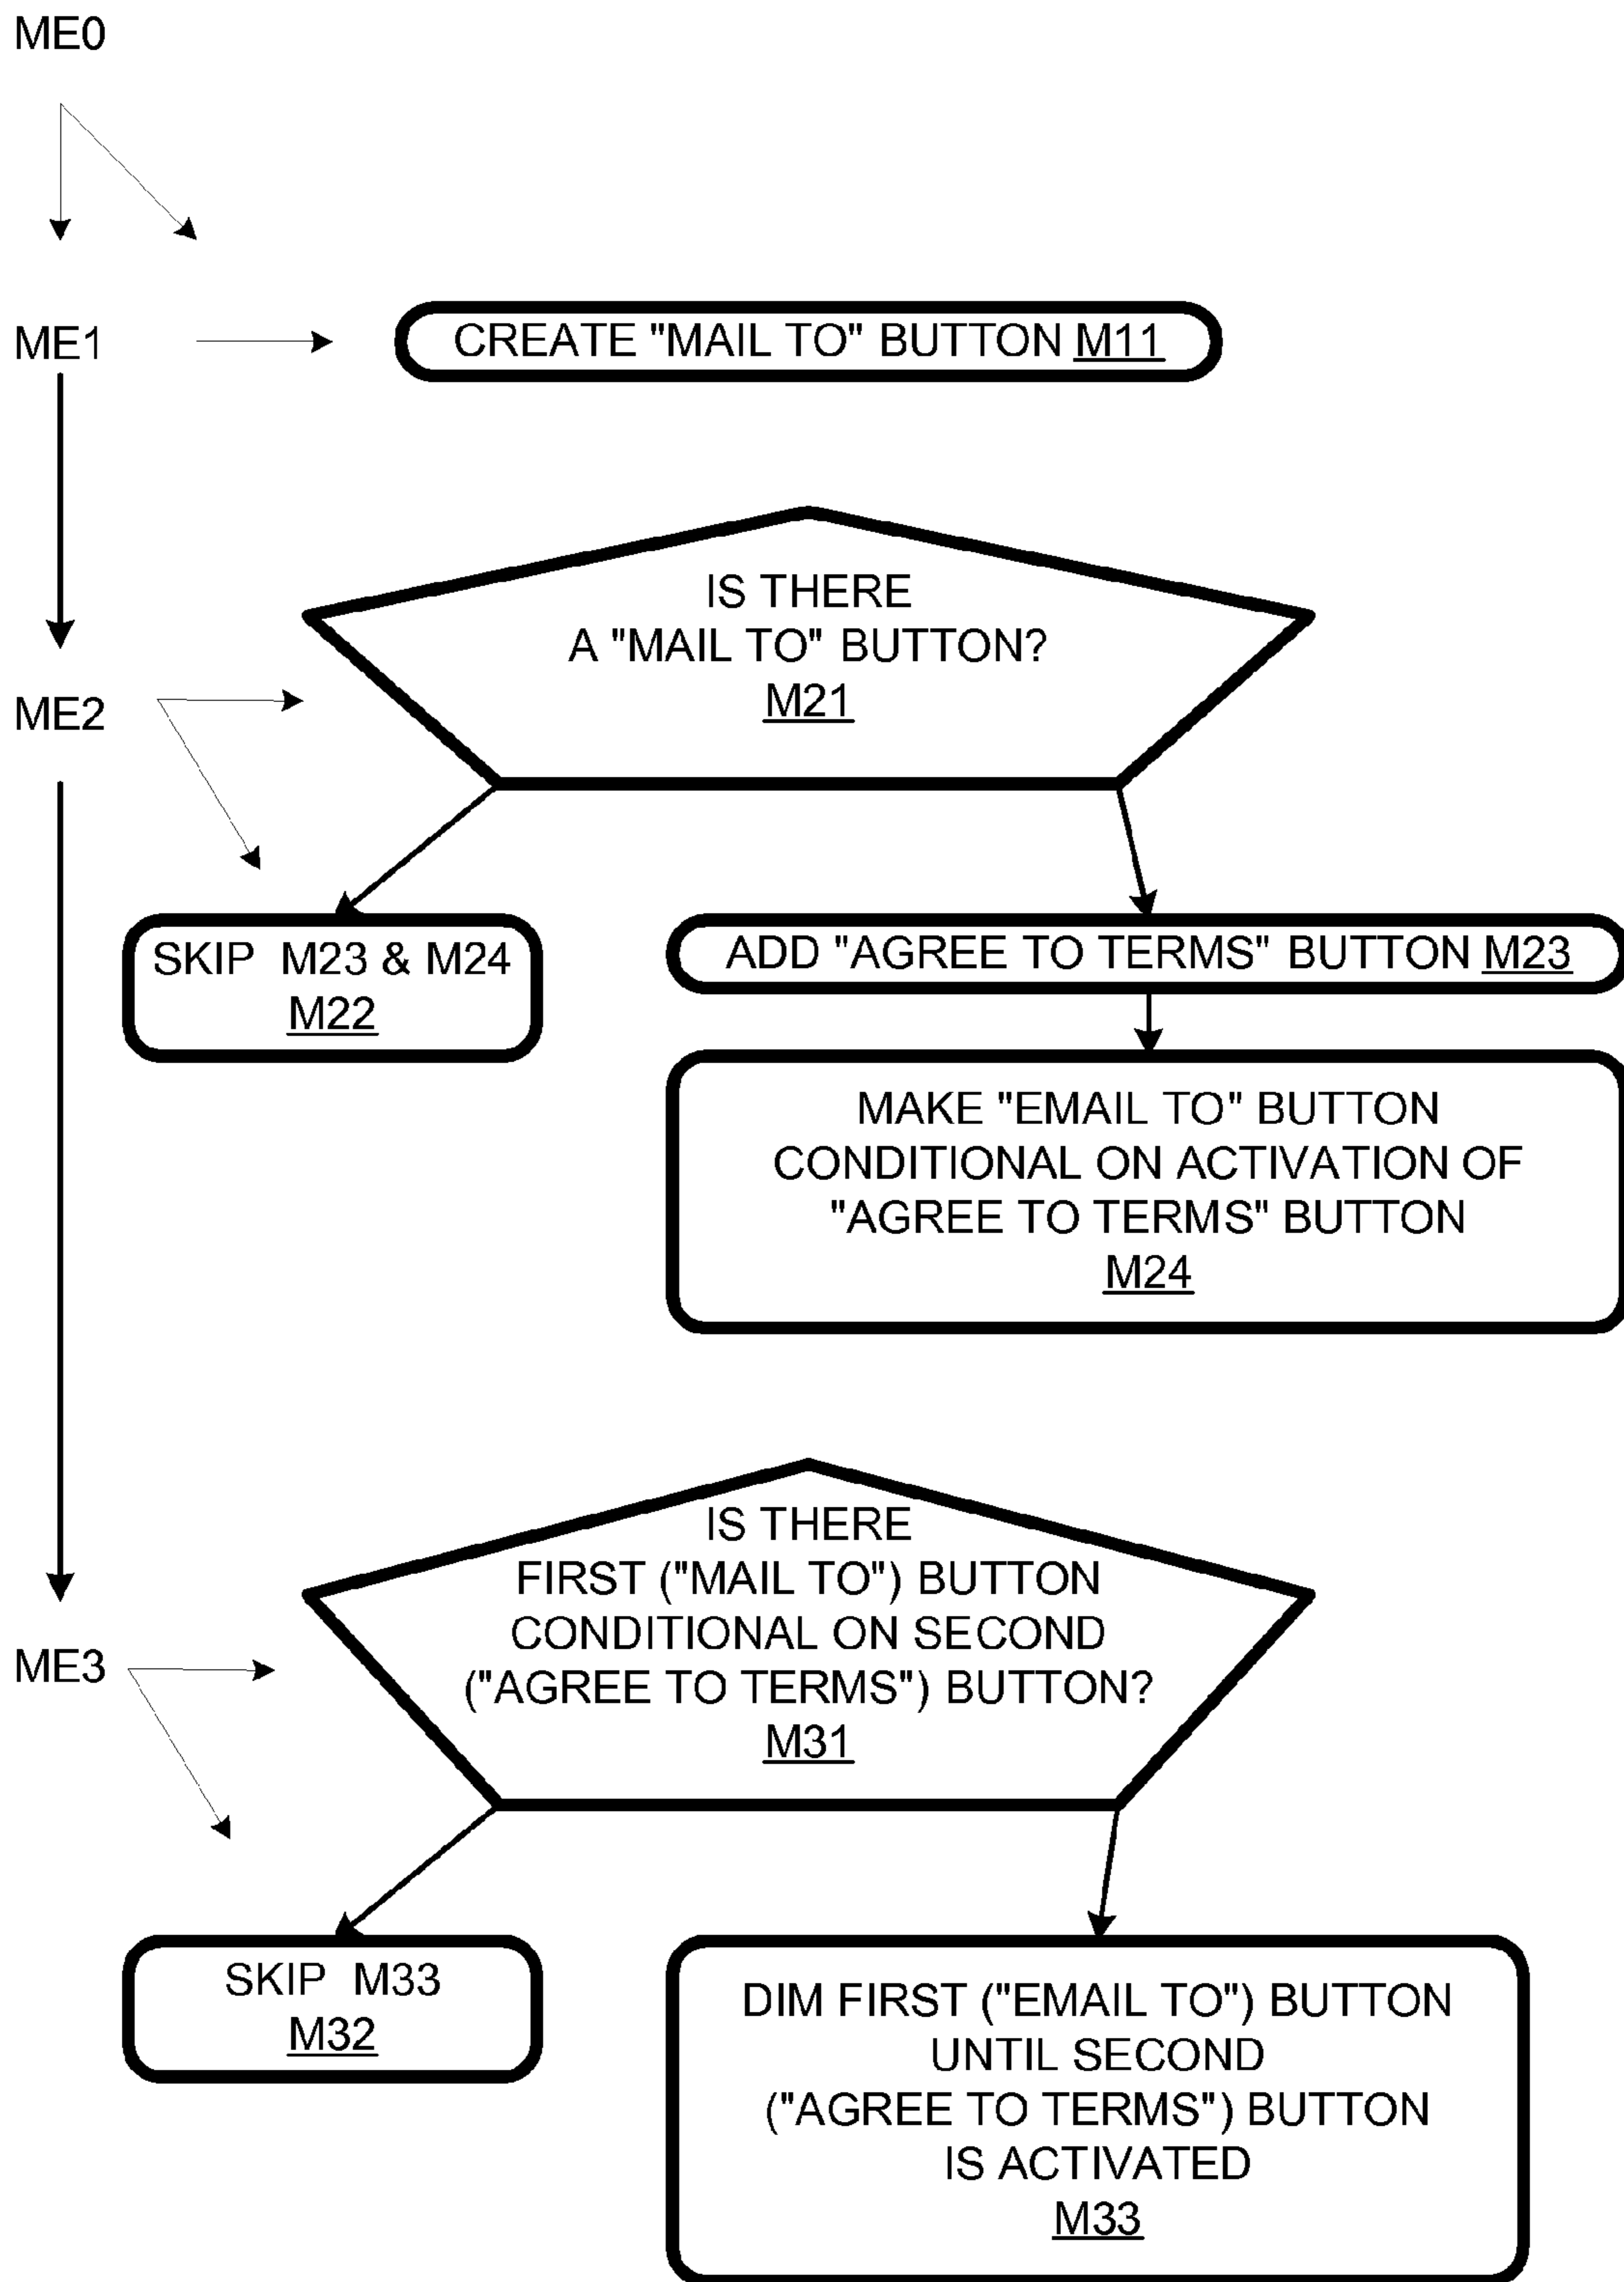 ME0
ME1
CREATE "MAIL TO" BUTTON M11
IS THERE
A "MAIL TO" BUTTON?
M21
ME2
SKIP M23 & M24
M22
ADD "AGREE TO TERMS" BUTTON M23
MAKE "EMAIL TO" BUTTON
CONDITIONAL ON ACTIVATION OF
"AGREE TO TERMS" BUTTON
M24
IS THERE
FIRST ("MAIL TO") BUTTON
CONDITIONAL ON SECOND
("AGREE TO TERMS") BUTTON?
M31
ME3
SKIP M33
M32
DIM FIRST ("EMAIL TO") BUTTON
UNTIL SECOND
("AGREE TO TERMS") BUTTON
IS ACTIVATED
M33